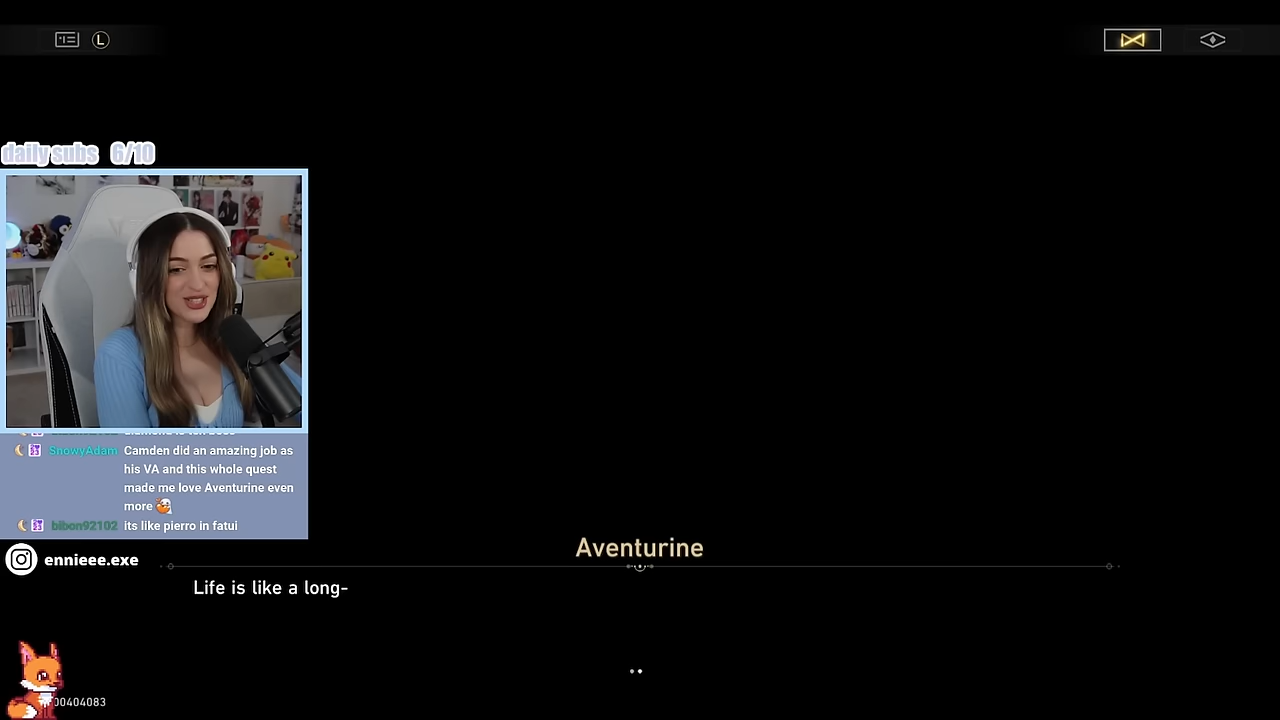 L
daily subs 6/10
SnowyAdam Camden did an amazing job as
his VA and this whole quest
made me love Aventurine even
more
bibon92102 its like pierro in fatui
ennieee.exe
Aventurine
Life is like a long-
00404083